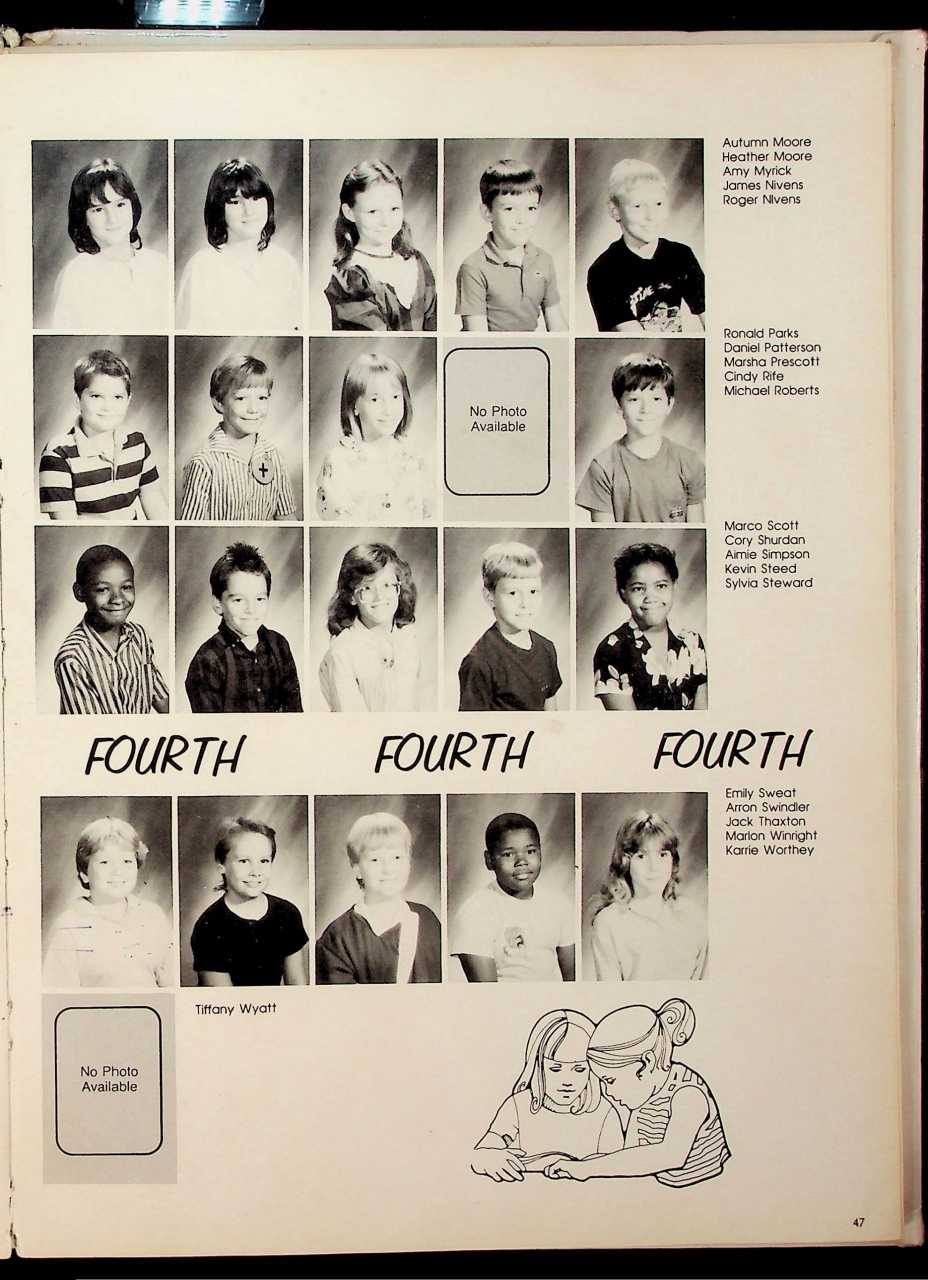 Autumn Moore
Heather Moore
Amy Myrick
James Nivens
Roger NIvens
Ronald Parks
Daniel Patterson
Marsha Prescott
Cindy Rife
Michael Roberts
No Photo
Available
Marco Scott
Cory Shurdan
Aimie Simpson
Kevin Steed
Sylvia Steward
FOURTH FOURTH FOURTH
Emily Sweat
Arron Swindler
Jack Thaxton
Marlon Winright
Karrie Worthey
Tiffany Wyatt
No Photo
Available
47